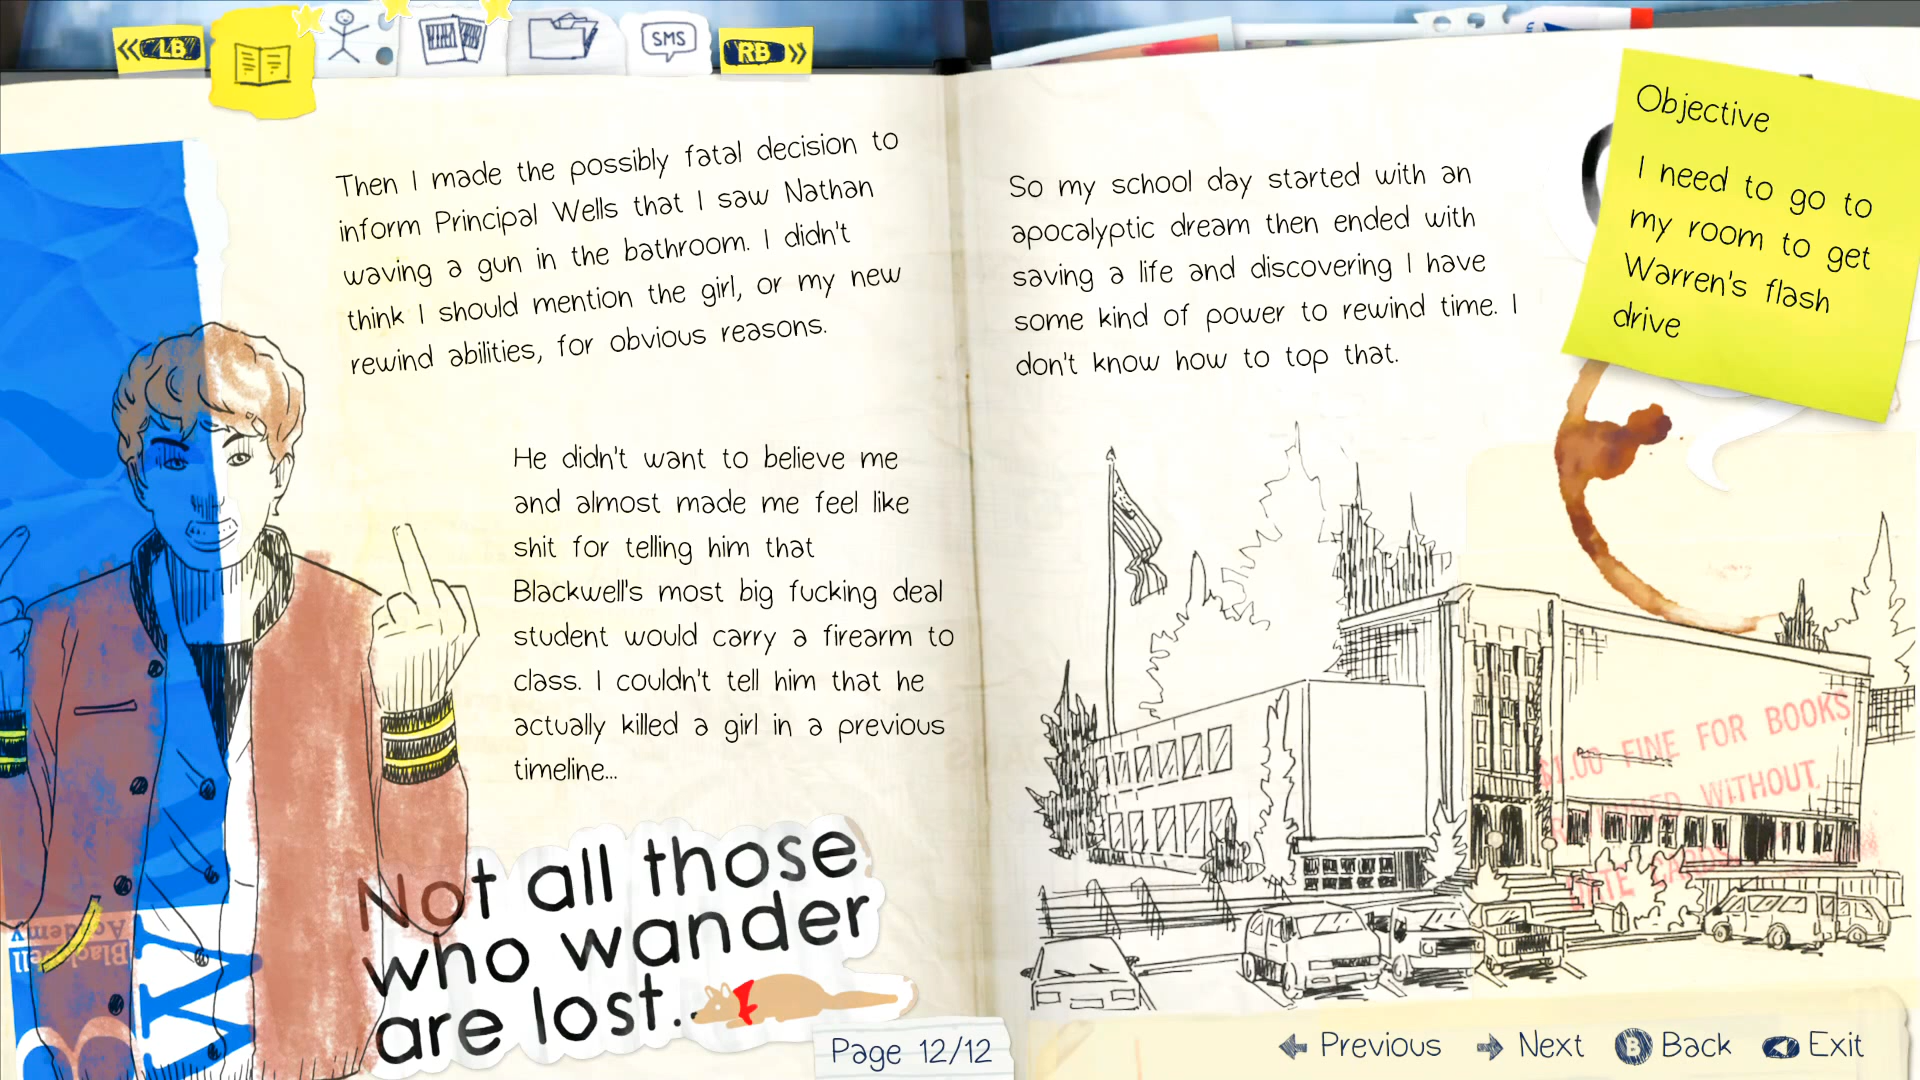 LB
SMS
RB
Then I made the possibly fatal decision to
inform Principal Wells that I saw Nathan
waving a gun in the bathroom. I didn't
think I should mention the girl, or my new
rewind abilities, for obvious reasons.
He didn't want to believe me
and almost made me feel like
shit for telling him that
Blackwell's most big fucking deal
student would carry a firearm to
class. I couldn't tell him that he
actually killed a girl in a previous
timeline...
Not all those
who wander
are lost...
Blackwell
Academy
Page 12/12
So my school day started with an
apocalyptic dream then ended with
saving a life and discovering I have
some kind of power to rewind time. I
don't know how to top that.
Objective
I need to go to
my room to get
Warren's flash
drive
$1.00 FINE FOR BOOKS
WITHOUT
CARDS
Previous
Next
B Back
Exit